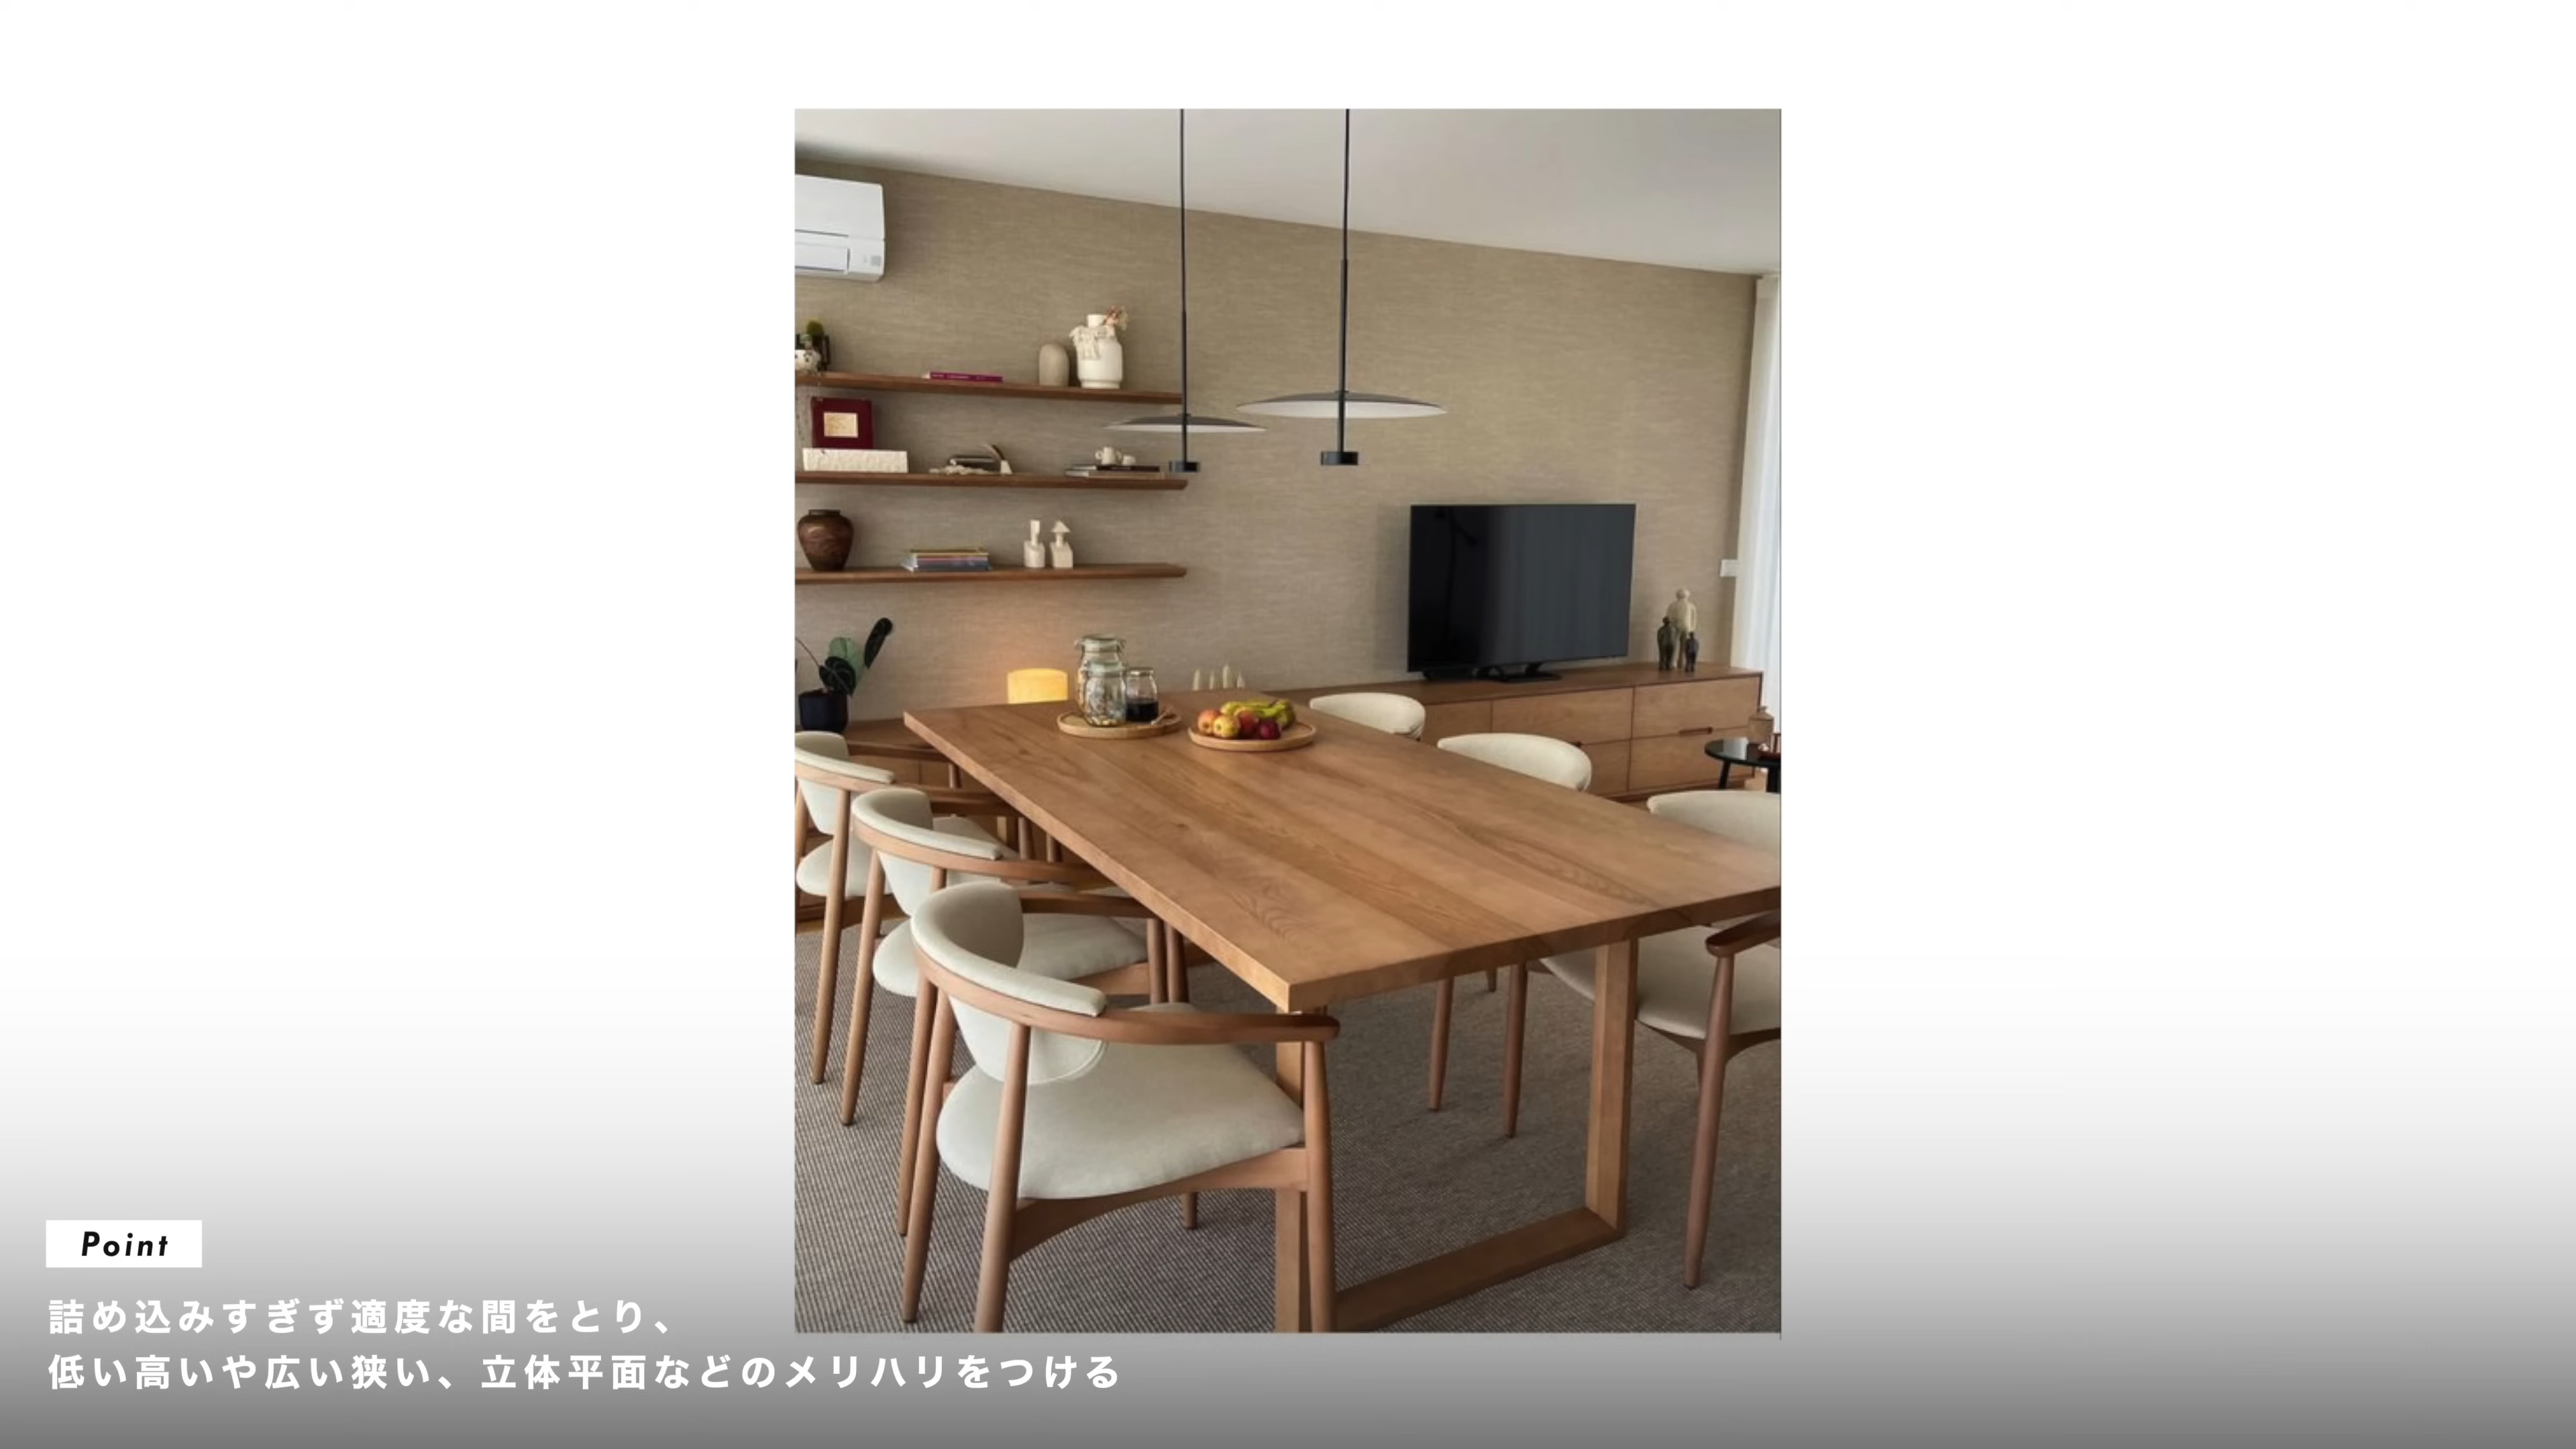 Point
詰め込みすぎず適度な間をとり、
低い高いや広い狭い、立体平面などのメリハリをつける